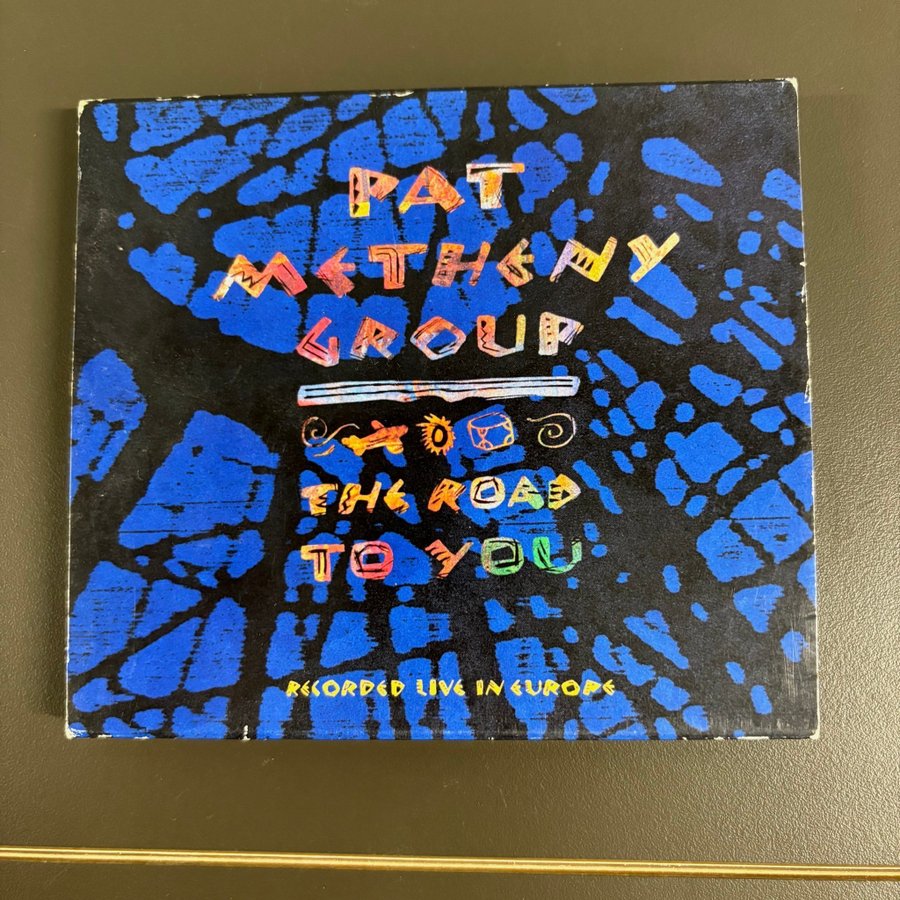 PAT
METHENY
GROUP
THE ROAD
TO YOU
RECORDED LIVE IN EUROPE